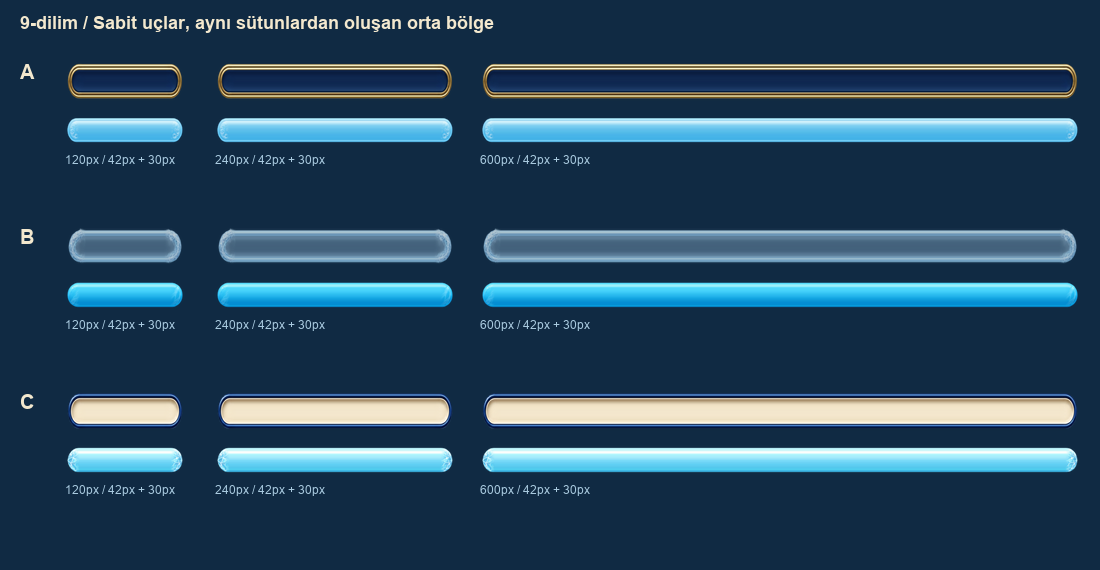 9-dilim / Sabit uçlar, aynı sütunlardan oluşan orta bölge
A
120px / 42px + 30px
240px / 42px + 30px
600px / 42px + 30px
B
120px / 42px + 30px
240px / 42px + 30px
600px / 42px + 30px
C
120px / 42px + 30px
240px / 42px + 30px
600px / 42px + 30px